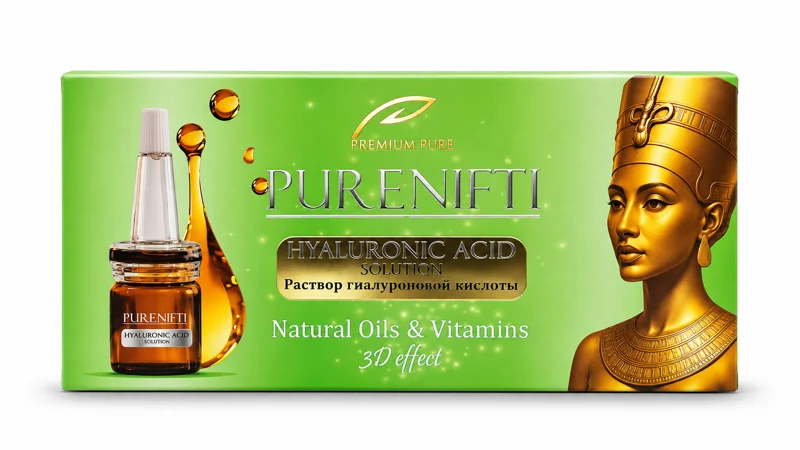 PREMIUM PURE
PURENIFTI
HYALURONIC ACID
SOLUTION
Раствор гиалуроновой кислоты
Natural Oils & Vitamins
3D effect
PURENIFTI
HYALURONIC ACID
SOLUTION